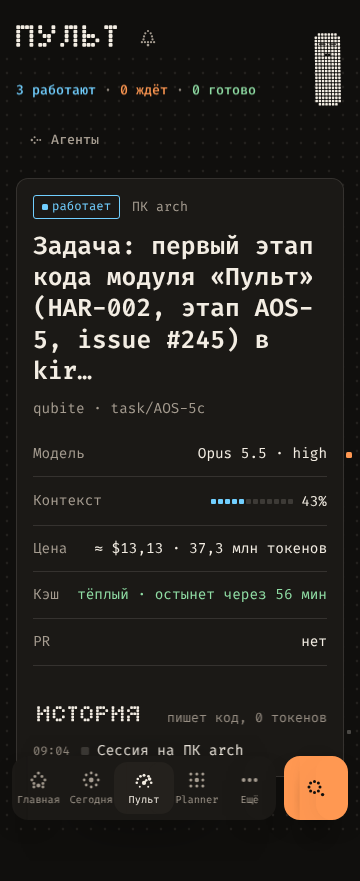 ПУЛЬТ
3 работают · 0 ждёт · 0 готово
Агенты
работает ПК arch
Задача: первый этап
кода модуля «Пульт»
(HAR-002, этап AOS-
5, issue #245) в
kir…
qubite · task/AOS-5c
Модель Opus 5.5 · high
Контекст 43%
Цена ≈ $13,13 · 37,3 млн токенов
Кэш тёплый · остынет через 56 мин
PR нет
ИСТОРИЯ пишет код, 0 токенов
09:04 Сессия на ПК arch
Главная Сегодня Пульт Planner Ещё